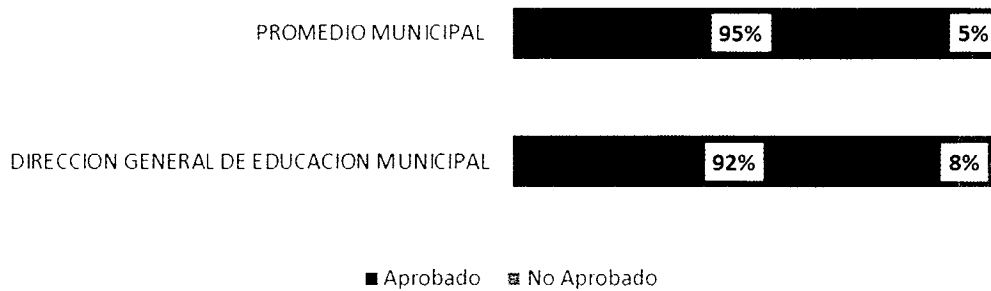 PROMEDIO MUNICIPAL 95% 5%
DIRECCION GENERAL DE EDUCACION MUNICIPAL 92% 8%
Aprobado No Aprobado